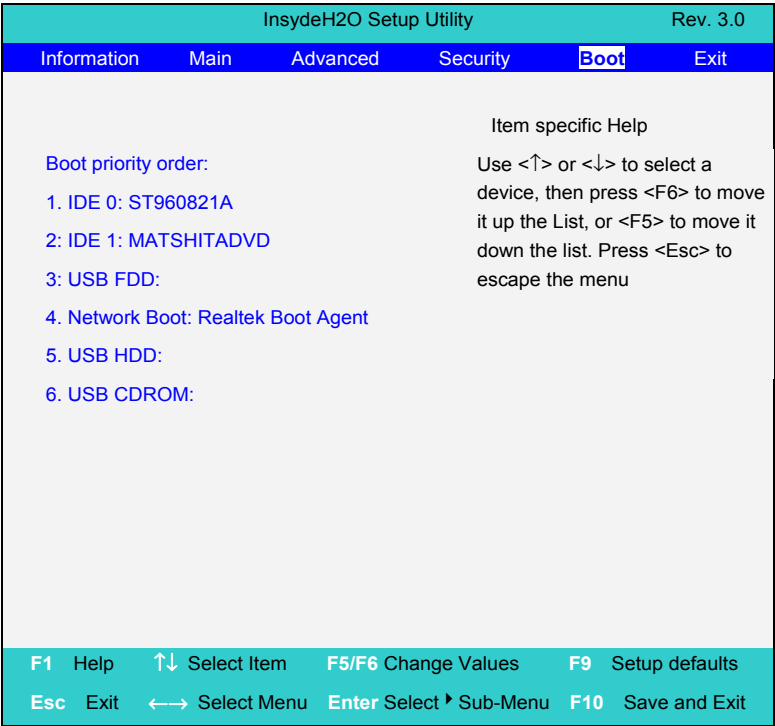 InsydeH2O Setup Utility Rev. 3.0
Information Main Advanced Security Boot Exit
Item specific Help
Boot priority order:
1. IDE 0: ST960821A
2: IDE 1: MATSHITADVD
3: USB FDD:
4. Network Boot: Realtek Boot Agent
5. USB HDD:
6. USB CDROM:
Use <↑> or <↓> to select a
device, then press <F6> to move
it up the List, or <F5> to move it
down the list. Press <Esc> to
escape the menu
F1 Help ↑↓ Select Item F5/F6 Change Values F9 Setup defaults
Esc Exit ←→ Select Menu Enter Select ▸ Sub-Menu F10 Save and Exit